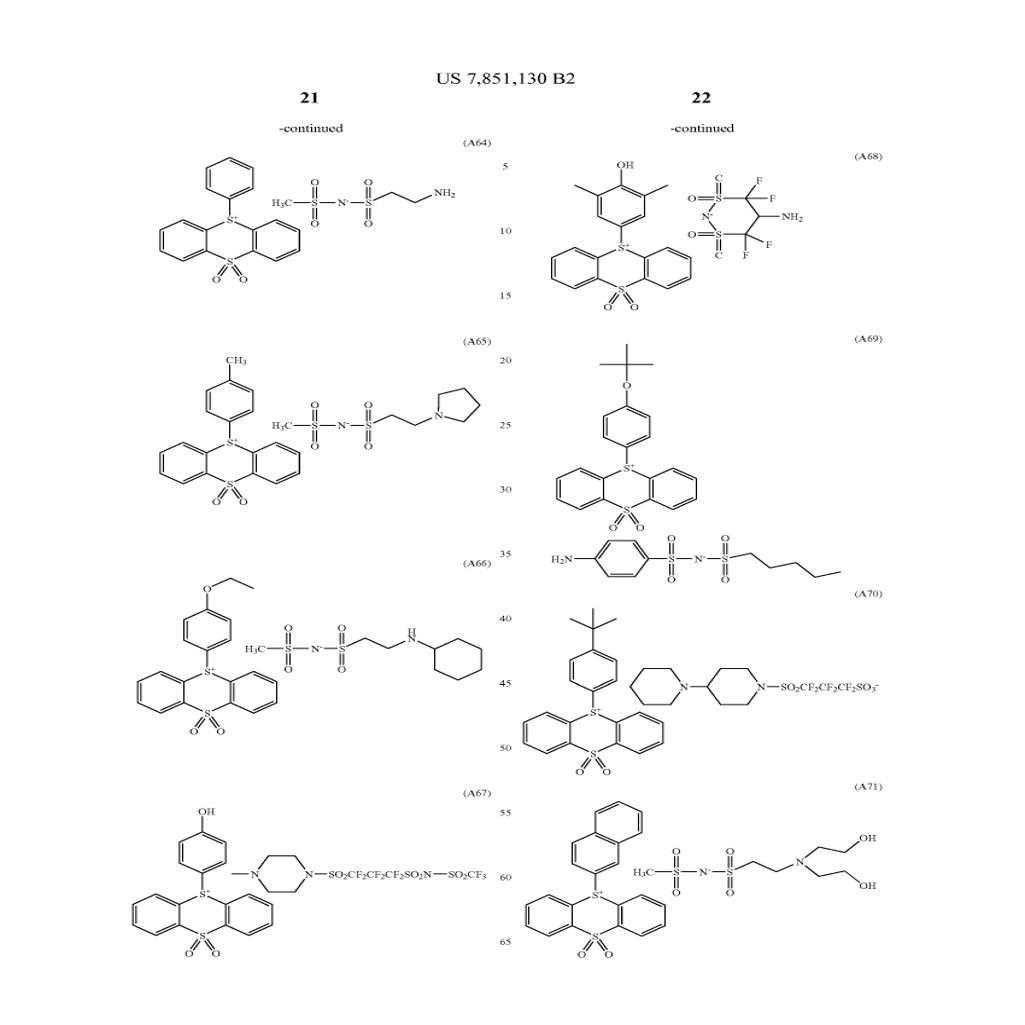 US 7,851,130 B2
21
-continued
(A64)
H₃C—S—N⁻—S
O
O
O
O
NH₂
S⁺
S
O O
(A65)
CH₃
H₃C—S—N⁻—S
O
O
O
O
N
S⁺
S
O O
(A66)
O
H₃C—S—N⁻—S
O
O
O
O
H
N
S⁺
S
O O
(A67)
OH
N
N—SO₂CF₂CF₂CF₂SO₂N—SO₂CF₃
S⁺
S
O O
5
10
15
20
25
30
35
40
45
50
55
60
65
22
-continued
(A68)
OH
C
O=S
F
F
N⁻
NH₂
O=S
F
F
C
S⁺
S
O O
(A69)
O
S⁺
S
O O
H₂N
O
O
S—N⁻—S
O
O
(A70)
N
N—SO₂CF₂CF₂CF₂SO₃⁻
S⁺
S
O O
(A71)
OH
H₃C—S—N⁻—S
O
O
O
O
N
OH
S⁺
S
O O